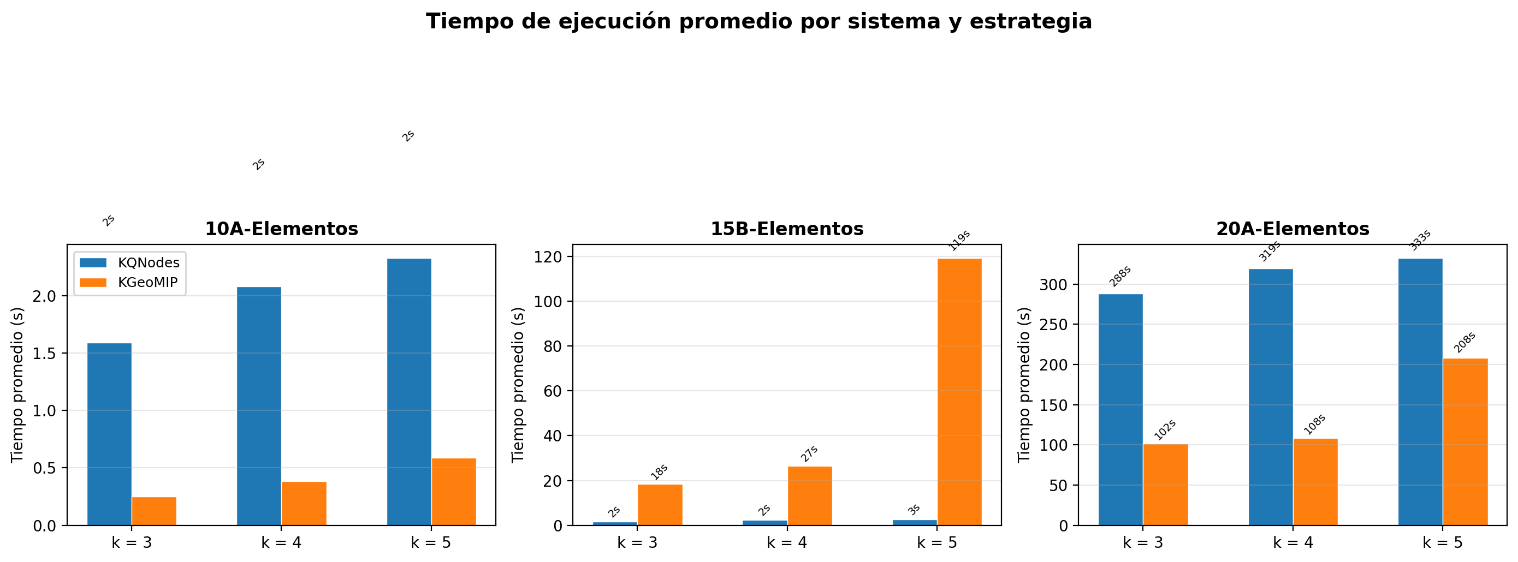 Tiempo de ejecución promedio por sistema y estrategia
2s
2s
2s
10A-Elementos
KQNodes
KGeoMIP
Tiempo promedio (s)
2.0
1.5
1.0
0.5
0.0
k = 3
k = 4
k = 5
15B-Elementos
Tiempo promedio (s)
120
100
80
60
40
20
0
2s
18s
2s
27s
3s
119s
k = 3
k = 4
k = 5
20A-Elementos
Tiempo promedio (s)
300
250
200
150
100
50
0
288s
102s
319s
108s
333s
208s
k = 3
k = 4
k = 5